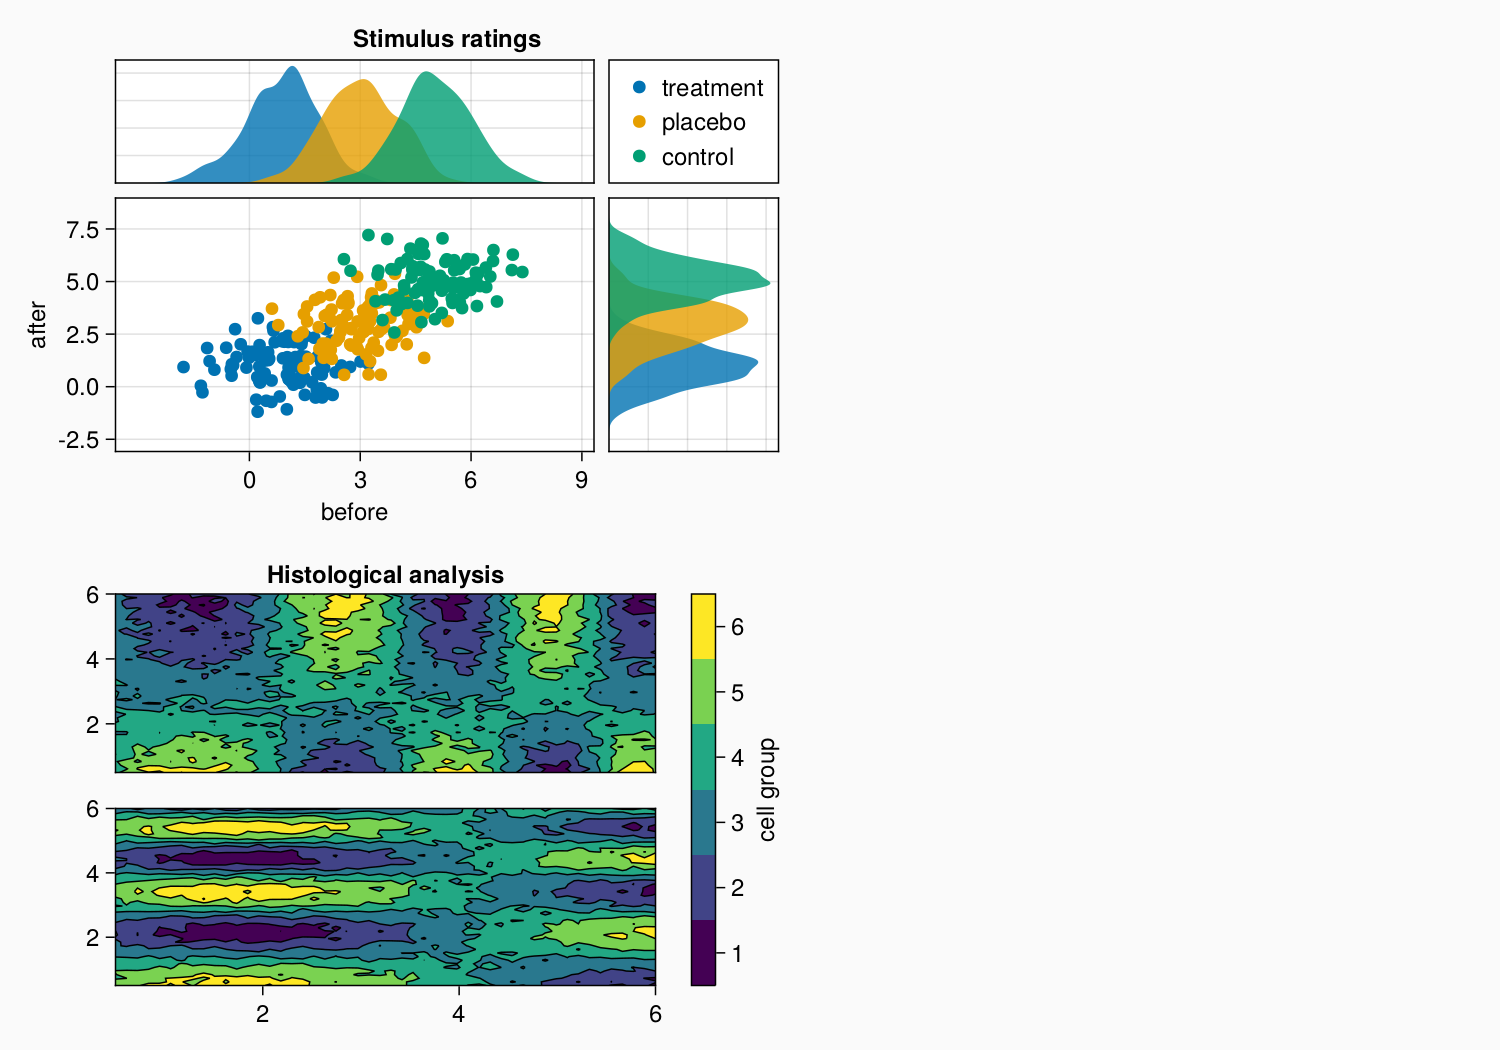 Stimulus ratings
treatment
placebo
control
7.5
5.0
2.5
0.0
-2.5
after
0 3 6 9
before
Histological analysis
6
4
2
6
4
2
2 4 6
6
5
4
3
2
1
cell group